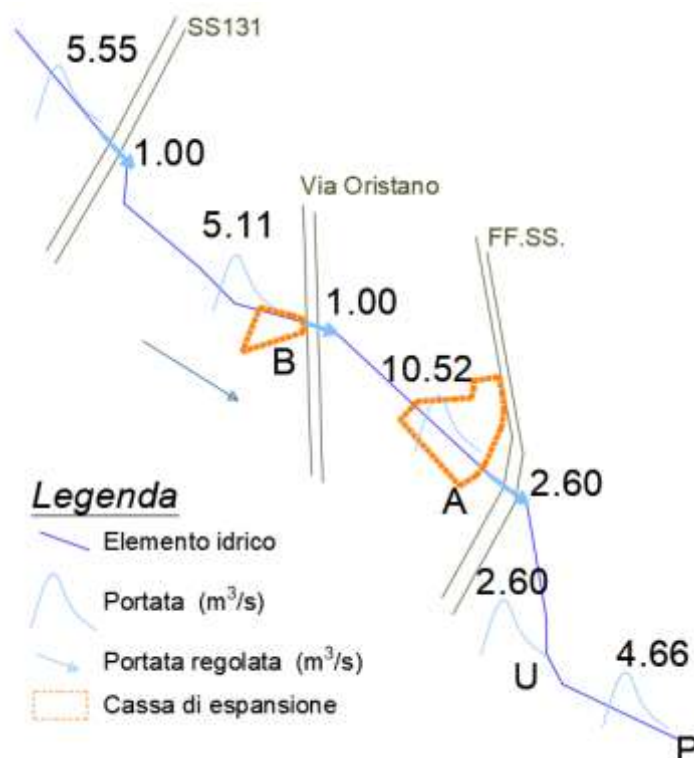 5.55
SS131
1.00
Via Oristano
5.11
FF.SS.
1.00
B
10.52
A
2.60
Legenda
Elemento idrico
Portata (m³/s)
Portata regolata (m³/s)
Cassa di espansione
2.60
U
4.66
P